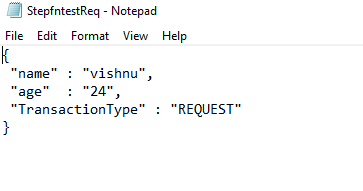 StepfntestReq - Notepad
File Edit Format View Help
{
 "name" : "vishnu",
 "age"  : "24",
 "TransactionType" : "REQUEST"
}